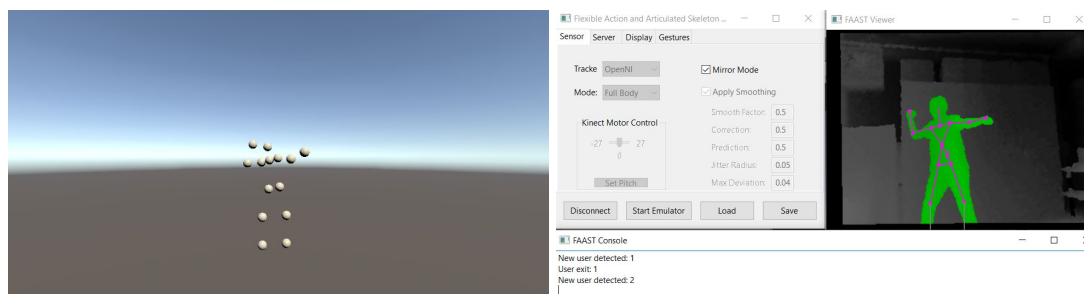 Flexible Action and Articulated Skeleton ...
FAAST Viewer
Sensor Server Display Gestures
Tracke OpenNI
Mirror Mode
Mode: Full Body
Apply Smoothing
Smooth Factor: 0.5
Kinect Motor Control
Correction: 0.5
-27 27
Prediction: 0.5
0
Jitter Radius: 0.05
Set Pitch
Max Deviation: 0.04
Disconnect Start Emulator Load Save
FAAST Console
New user detected: 1
User exit: 1
New user detected: 2